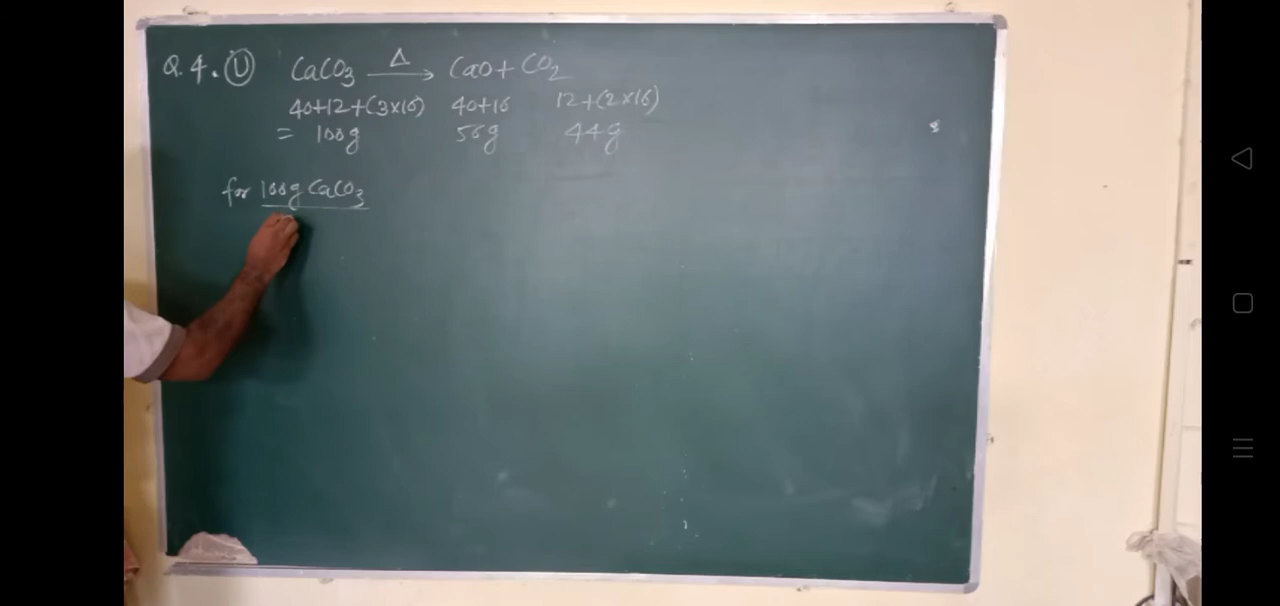 Q.4.(U) CaCO3 —Δ→ CaO + CO2
40+12+(3×16) 40+16 12+(2×16)
= 100g 56g 44g
for 100g CaCO3